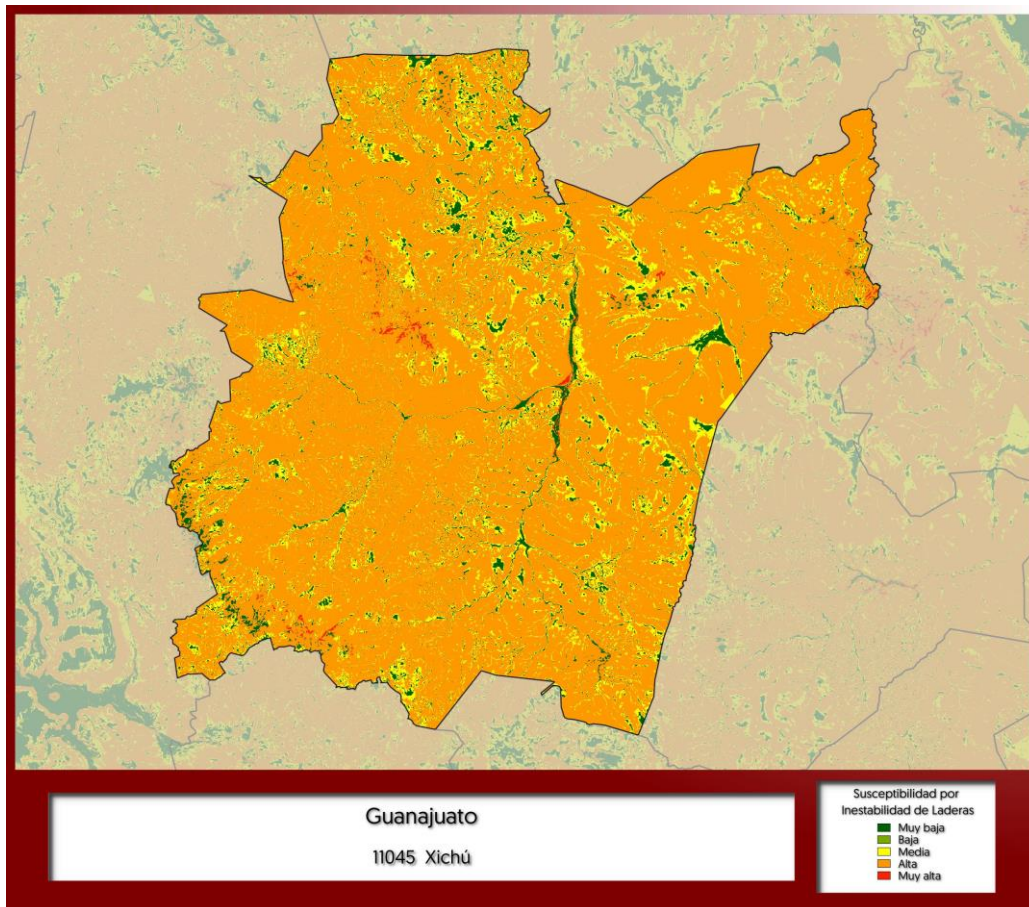 Guanajuato
11045 Xichú
Susceptibilidad por
Inestabilidad de Laderas
Muy baja
Baja
Media
Alta
Muy alta